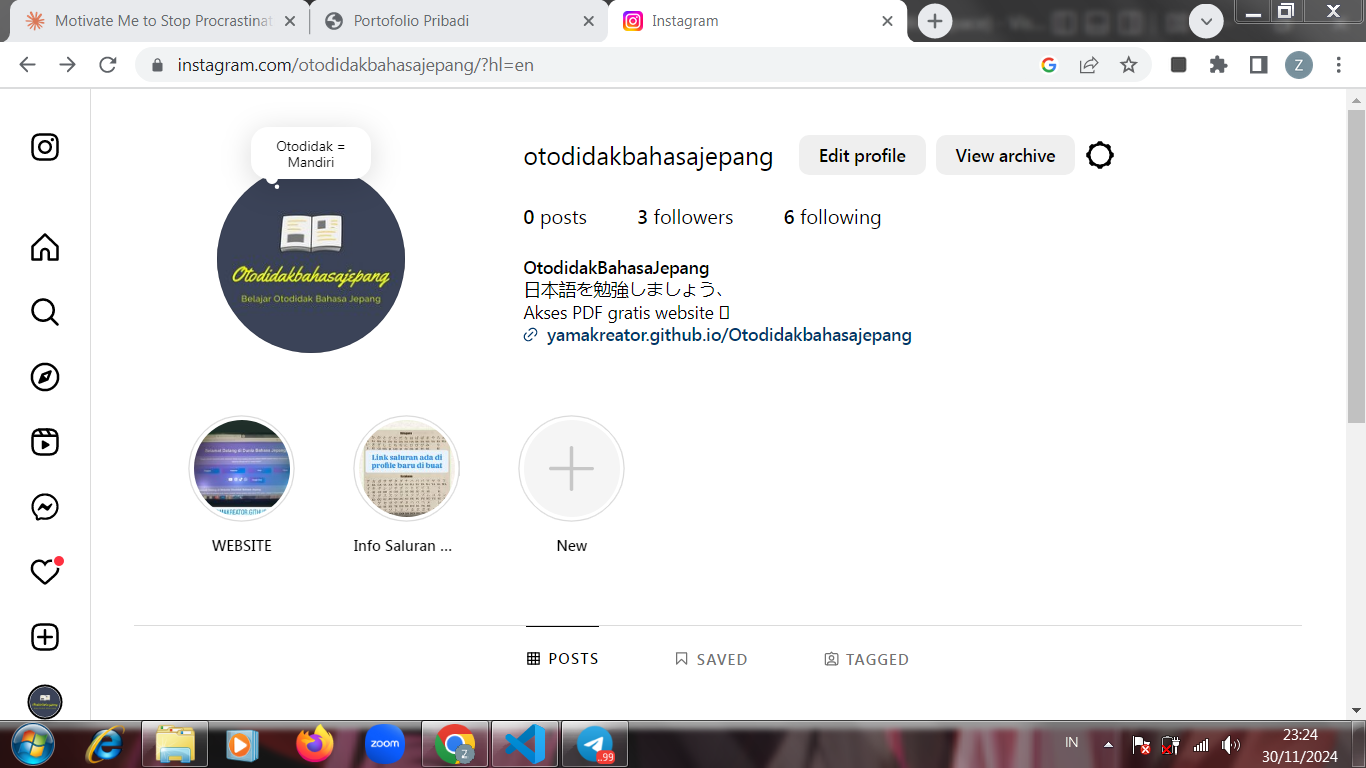 Motivate Me to Stop Procrastinat
Portofolio Pribadi
Instagram
instagram.com/otodidakbahasajepang/?hl=en
Z
Otodidak =
Mandiri
Otodidakbahasajepang
Belajar Otodidak Bahasa Jepang
otodidakbahasajepang
Edit profile
View archive
0 posts
3 followers
6 following
OtodidakBahasaJepang
日本語を勉強しましょう、
Akses PDF gratis website
yamakreator.github.io/Otodidakbahasajepang
Link saluran ada di
profile baru di buat
WEBSITE
Info Saluran ...
New
POSTS
SAVED
TAGGED
zoom
Z
99
IN
23:24
30/11/2024